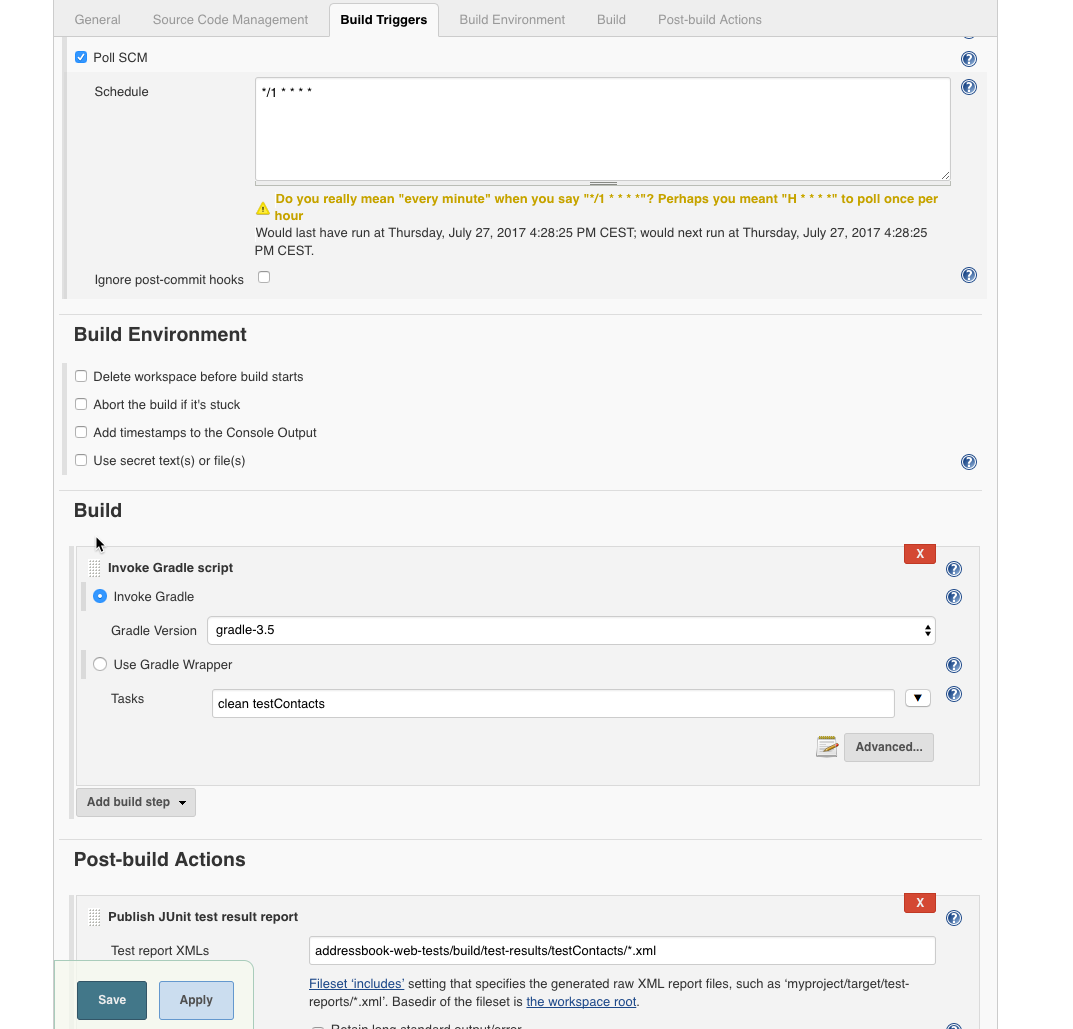 General Source Code Management Build Triggers Build Environment Build Post-build Actions
Poll SCM
Schedule
*/1 * * * *
Do you really mean "every minute" when you say "*/1 * * * *"? Perhaps you meant "H * * * *" to poll once per
hour
Would last have run at Thursday, July 27, 2017 4:28:25 PM CEST; would next run at Thursday, July 27, 2017 4:28:25
PM CEST.
Ignore post-commit hooks
Build Environment
Delete workspace before build starts
Abort the build if it's stuck
Add timestamps to the Console Output
Use secret text(s) or file(s)
Build
X
Invoke Gradle script
Invoke Gradle
Gradle Version gradle-3.5
Use Gradle Wrapper
Tasks clean testContacts
Advanced...
Add build step
Post-build Actions
X
Publish JUnit test result report
Test report XMLs addressbook-web-tests/build/test-results/testContacts/*.xml
Fileset ‘includes’ setting that specifies the generated raw XML report files, such as ‘myproject/target/test-
reports/*.xml’. Basedir of the fileset is the workspace root.
Save Apply
Retain long standard output/error